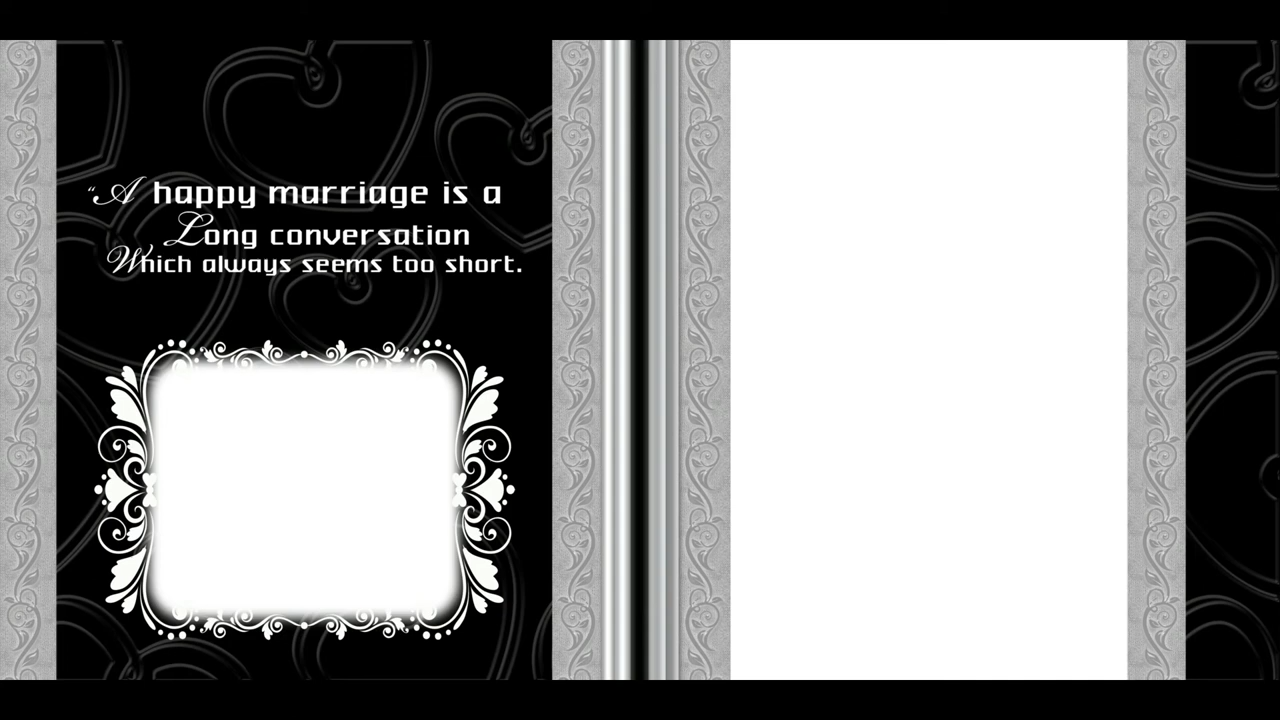 “A happy marriage is a
Long conversation
Which always seems too short.